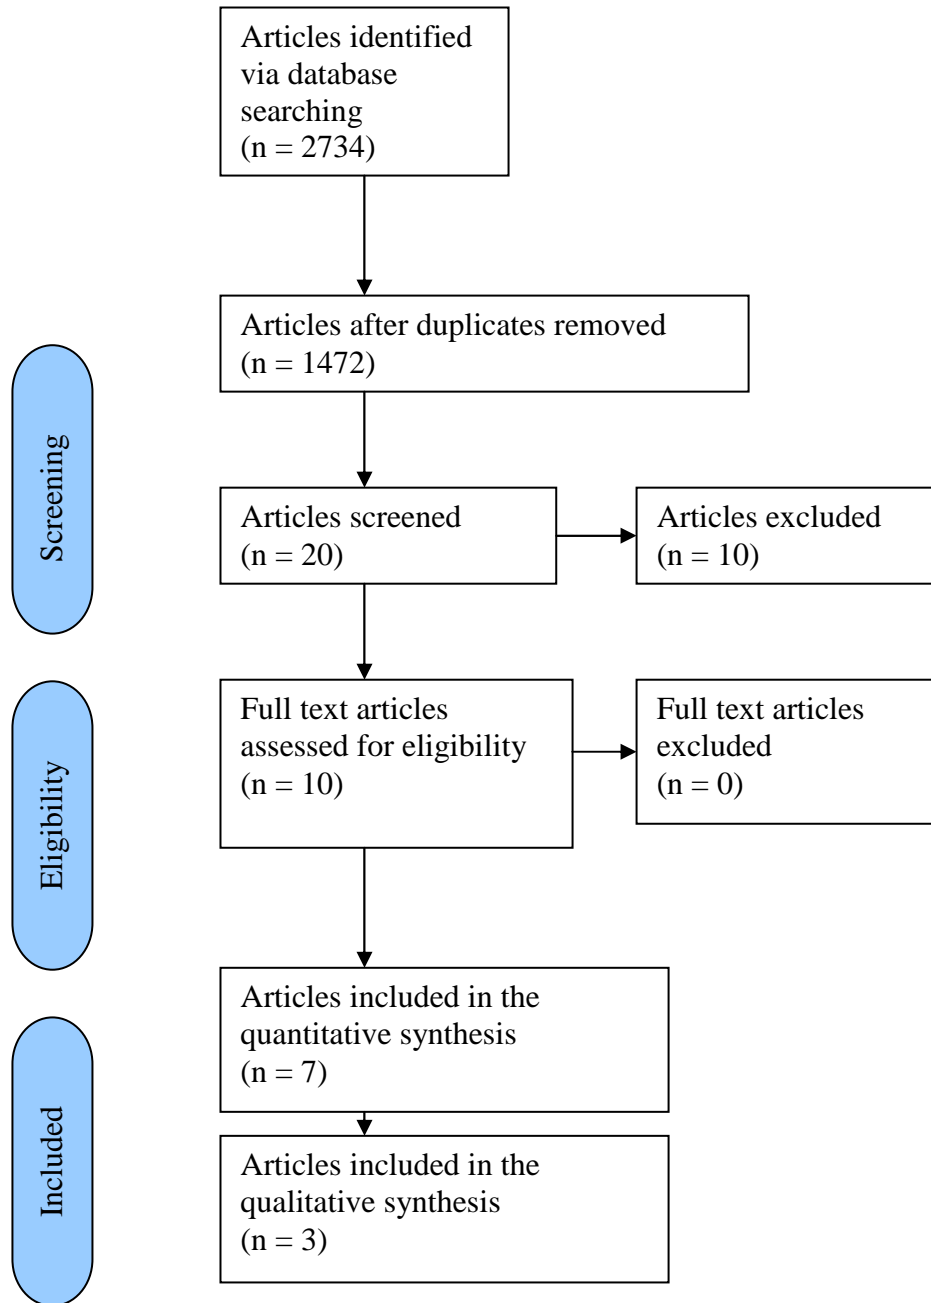 Articles identified
via database
searching
(n = 2734)
Articles after duplicates removed
(n = 1472)
Screening
Articles screened
(n = 20)
Articles excluded
(n = 10)
Eligibility
Full text articles
assessed for eligibility
(n = 10)
Full text articles
excluded
(n = 0)
Articles included in the
quantitative synthesis
(n = 7)
Included
Articles included in the
qualitative synthesis
(n = 3)